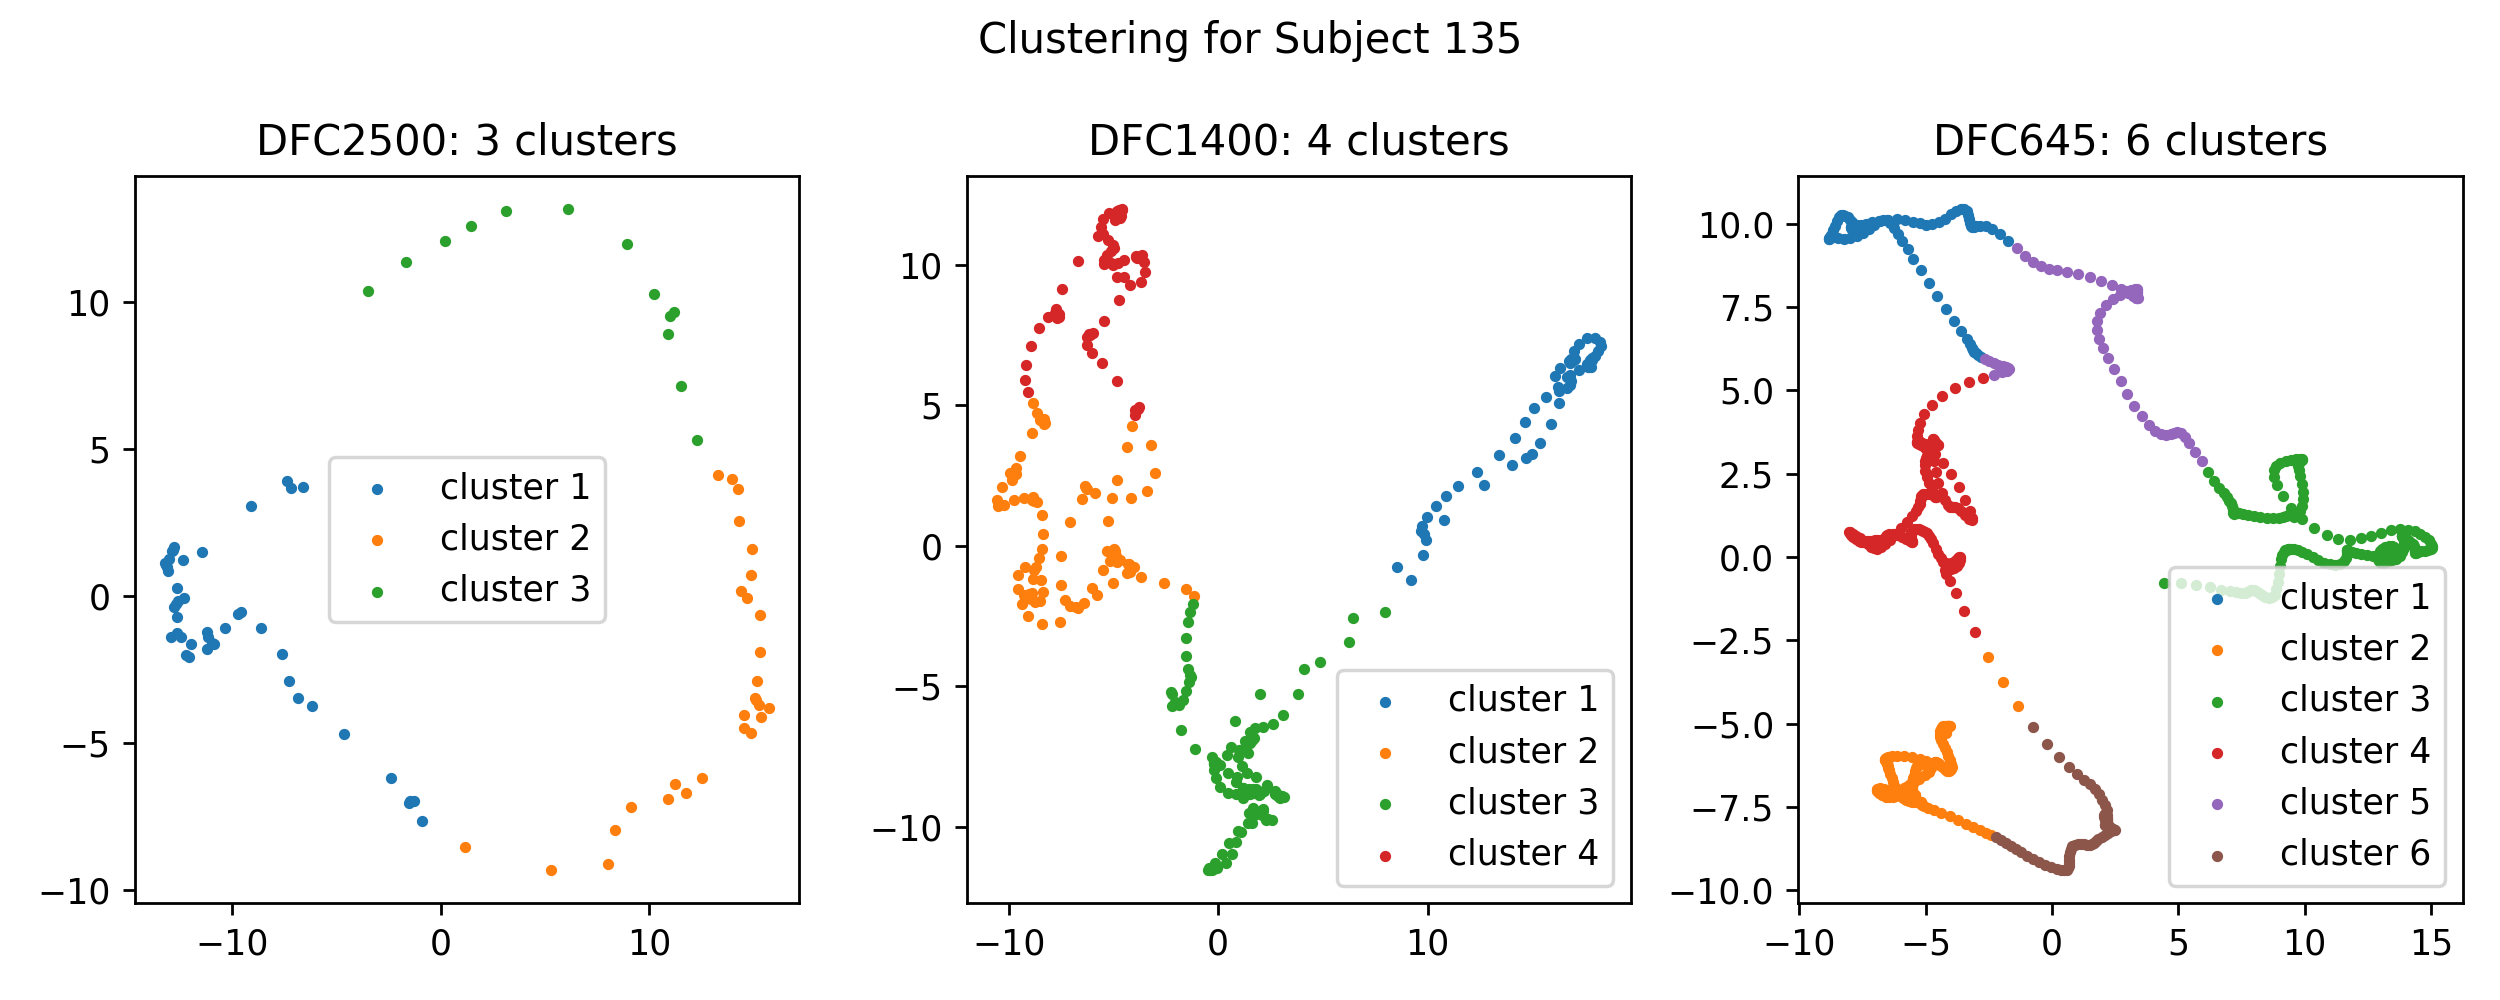 Clustering for Subject 135
DFC2500: 3 clusters
10
5
0
−5
−10
−10
0
10
cluster 1
cluster 2
cluster 3
DFC1400: 4 clusters
10
5
0
−5
−10
−10
0
10
cluster 1
cluster 2
cluster 3
cluster 4
DFC645: 6 clusters
10.0
7.5
5.0
2.5
0.0
−2.5
−5.0
−7.5
−10.0
−10
−5
0
5
10
15
cluster 1
cluster 2
cluster 3
cluster 4
cluster 5
cluster 6